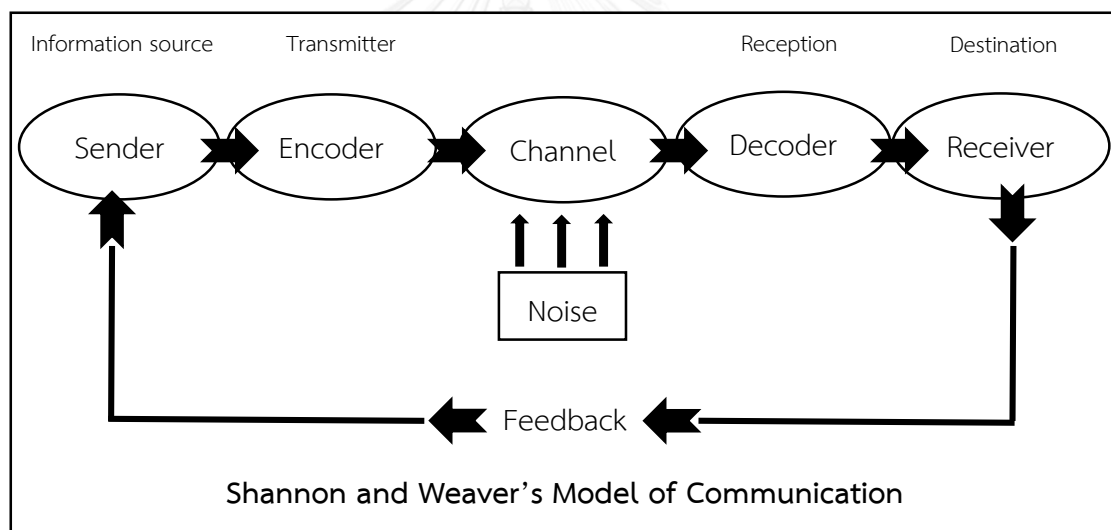 Information source Transmitter Reception Destination
Sender Encoder Channel Decoder Receiver
Noise
Feedback
Shannon and Weaver’s Model of Communication